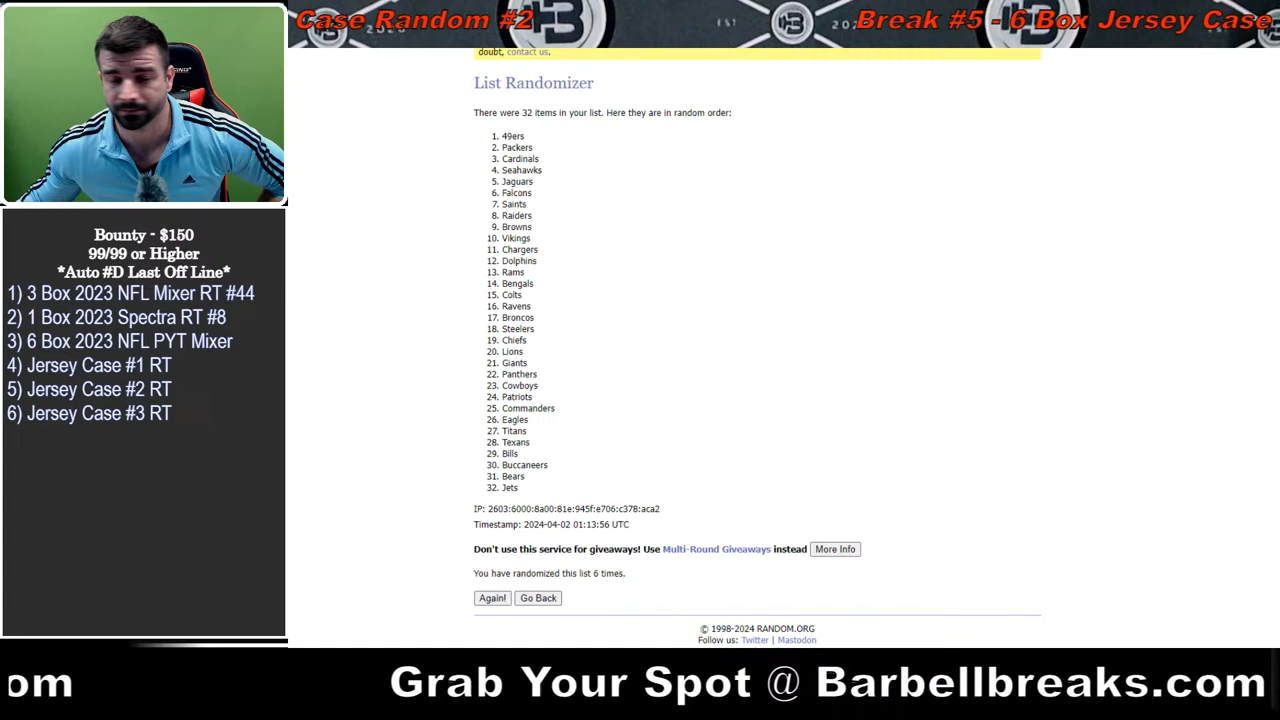 Case Random #2
Break #5 - 6 Box Jersey Case
doubt, contact us.
List Randomizer
There were 32 items in your list. Here they are in random order:
1. 49ers
2. Packers
3. Cardinals
4. Seahawks
5. Jaguars
6. Falcons
7. Saints
8. Raiders
9. Browns
10. Vikings
11. Chargers
12. Dolphins
13. Rams
14. Bengals
15. Colts
16. Ravens
17. Broncos
18. Steelers
19. Chiefs
20. Lions
21. Giants
22. Panthers
23. Cowboys
24. Patriots
25. Commanders
26. Eagles
27. Titans
28. Texans
29. Bills
30. Buccaneers
31. Bears
32. Jets
IP: 2603:6000:8a00:81e:945f:e706:c378:aca2
Timestamp: 2024-04-02 01:13:56 UTC
Don't use this service for giveaways! Use Multi-Round Giveaways instead More Info
You have randomized this list 6 times.
Again! Go Back
© 1998-2024 RANDOM.ORG
Follow us: Twitter | Mastodon
Bounty - $150
99/99 or Higher
*Auto #D Last Off Line*
1) 3 Box 2023 NFL Mixer RT #44
2) 1 Box 2023 Spectra RT #8
3) 6 Box 2023 NFL PYT Mixer
4) Jersey Case #1 RT
5) Jersey Case #2 RT
6) Jersey Case #3 RT
om Grab Your Spot @ Barbellbreaks.com